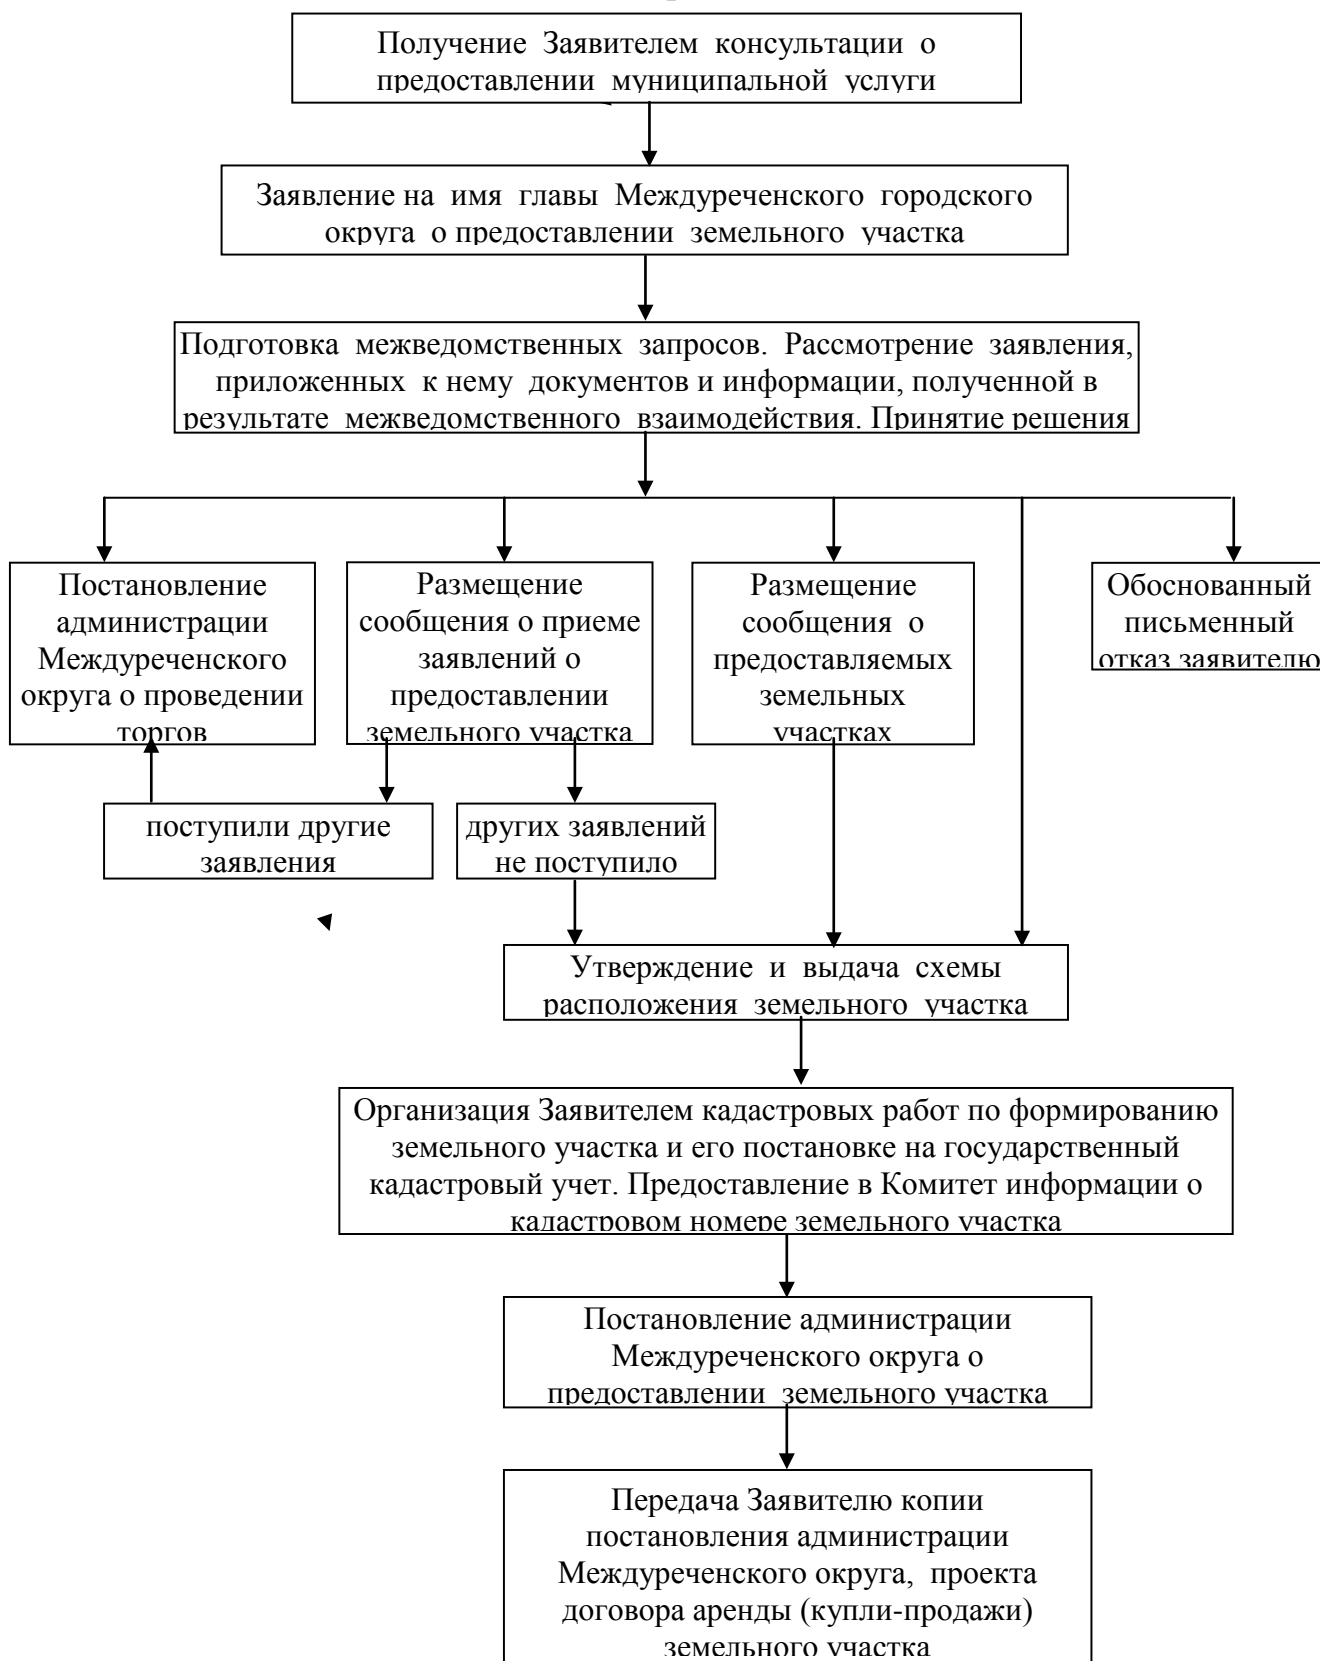 Получение Заявителем консультации о
предоставлении муниципальной услуги
Заявление на имя главы Междуреченского городского
округа о предоставлении земельного участка
Подготовка межведомственных запросов. Рассмотрение заявления,
приложенных к нему документов и информации, полученной в
результате межведомственного взаимодействия. Принятие решения
Постановление
администрации
Междуреченского
округа о проведении
торгов
Размещение
сообщения о приеме
заявлений о
предоставлении
земельного участка
Размещение
сообщения о
предоставляемых
земельных
участках
Обоснованный
письменный
отказ заявителю
поступили другие
заявления
других заявлений
не поступило
Утверждение и выдача схемы
расположения земельного участка
Организация Заявителем кадастровых работ по формированию
земельного участка и его постановке на государственный
кадастровый учет. Предоставление в Комитет информации о
кадастровом номере земельного участка
Постановление администрации
Междуреченского округа о
предоставлении земельного участка
Передача Заявителю копии
постановления администрации
Междуреченского округа, проекта
договора аренды (купли-продажи)
земельного участка